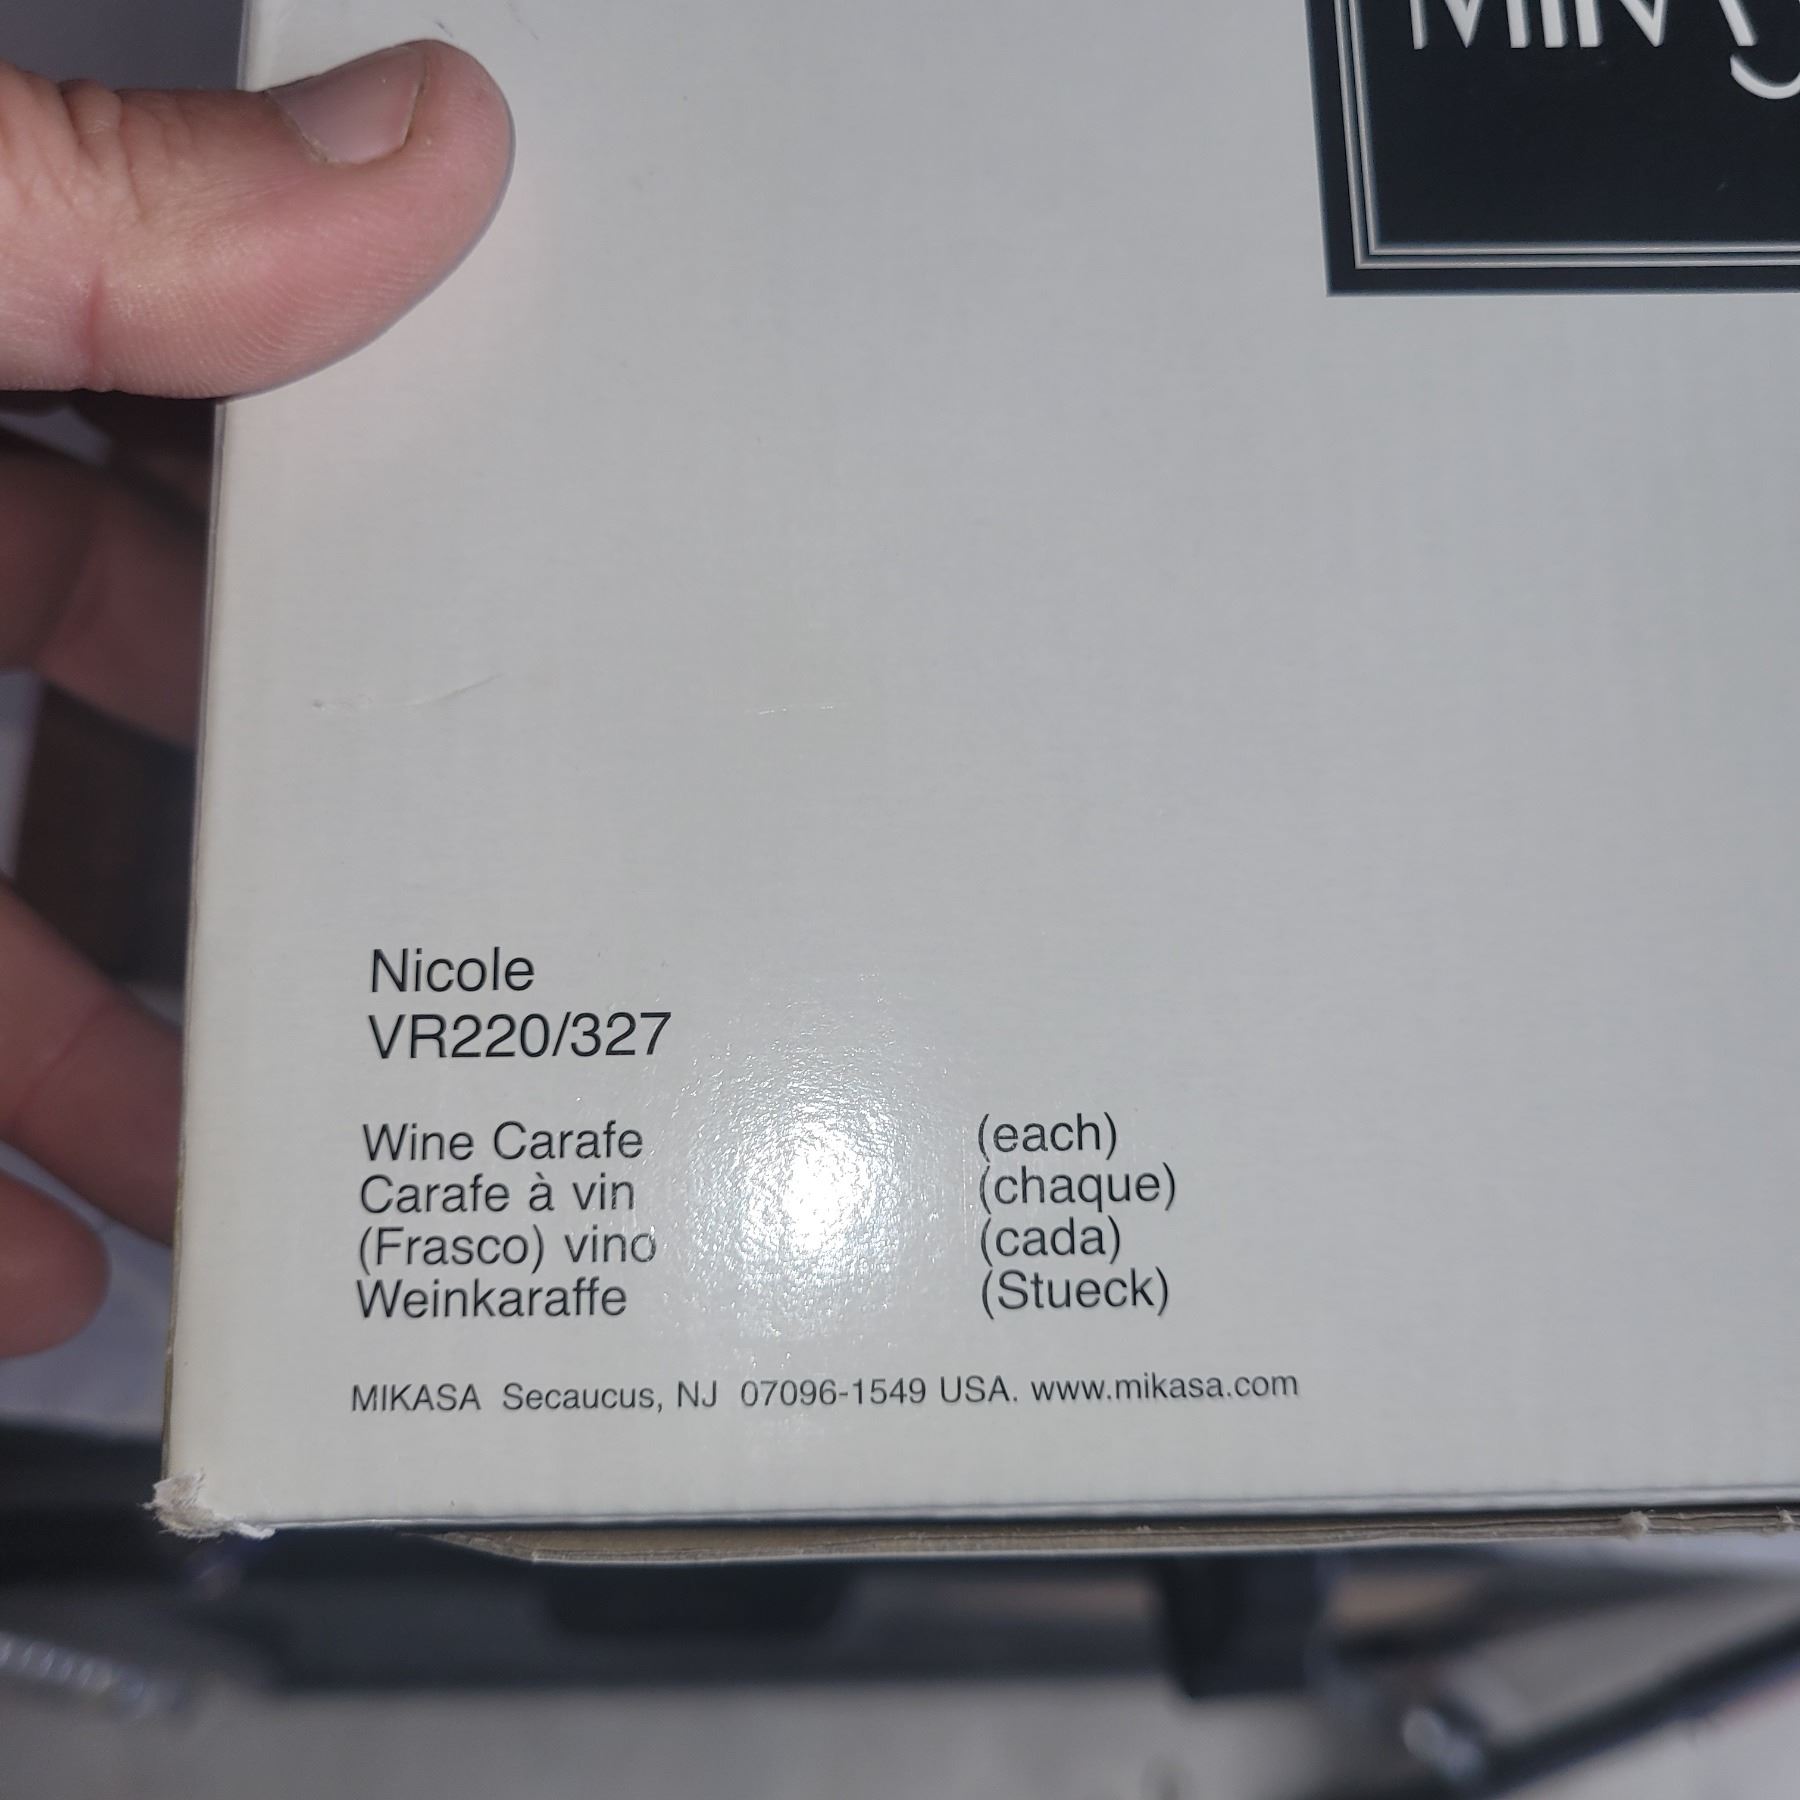 Nicole
VR220/327
Wine Carafe (each)
Carafe à vin (chaque)
(Frasco) vino (cada)
Weinkaraffe (Stueck)
MIKASA Secaucus, NJ 07096-1549 USA. www.mikasa.com